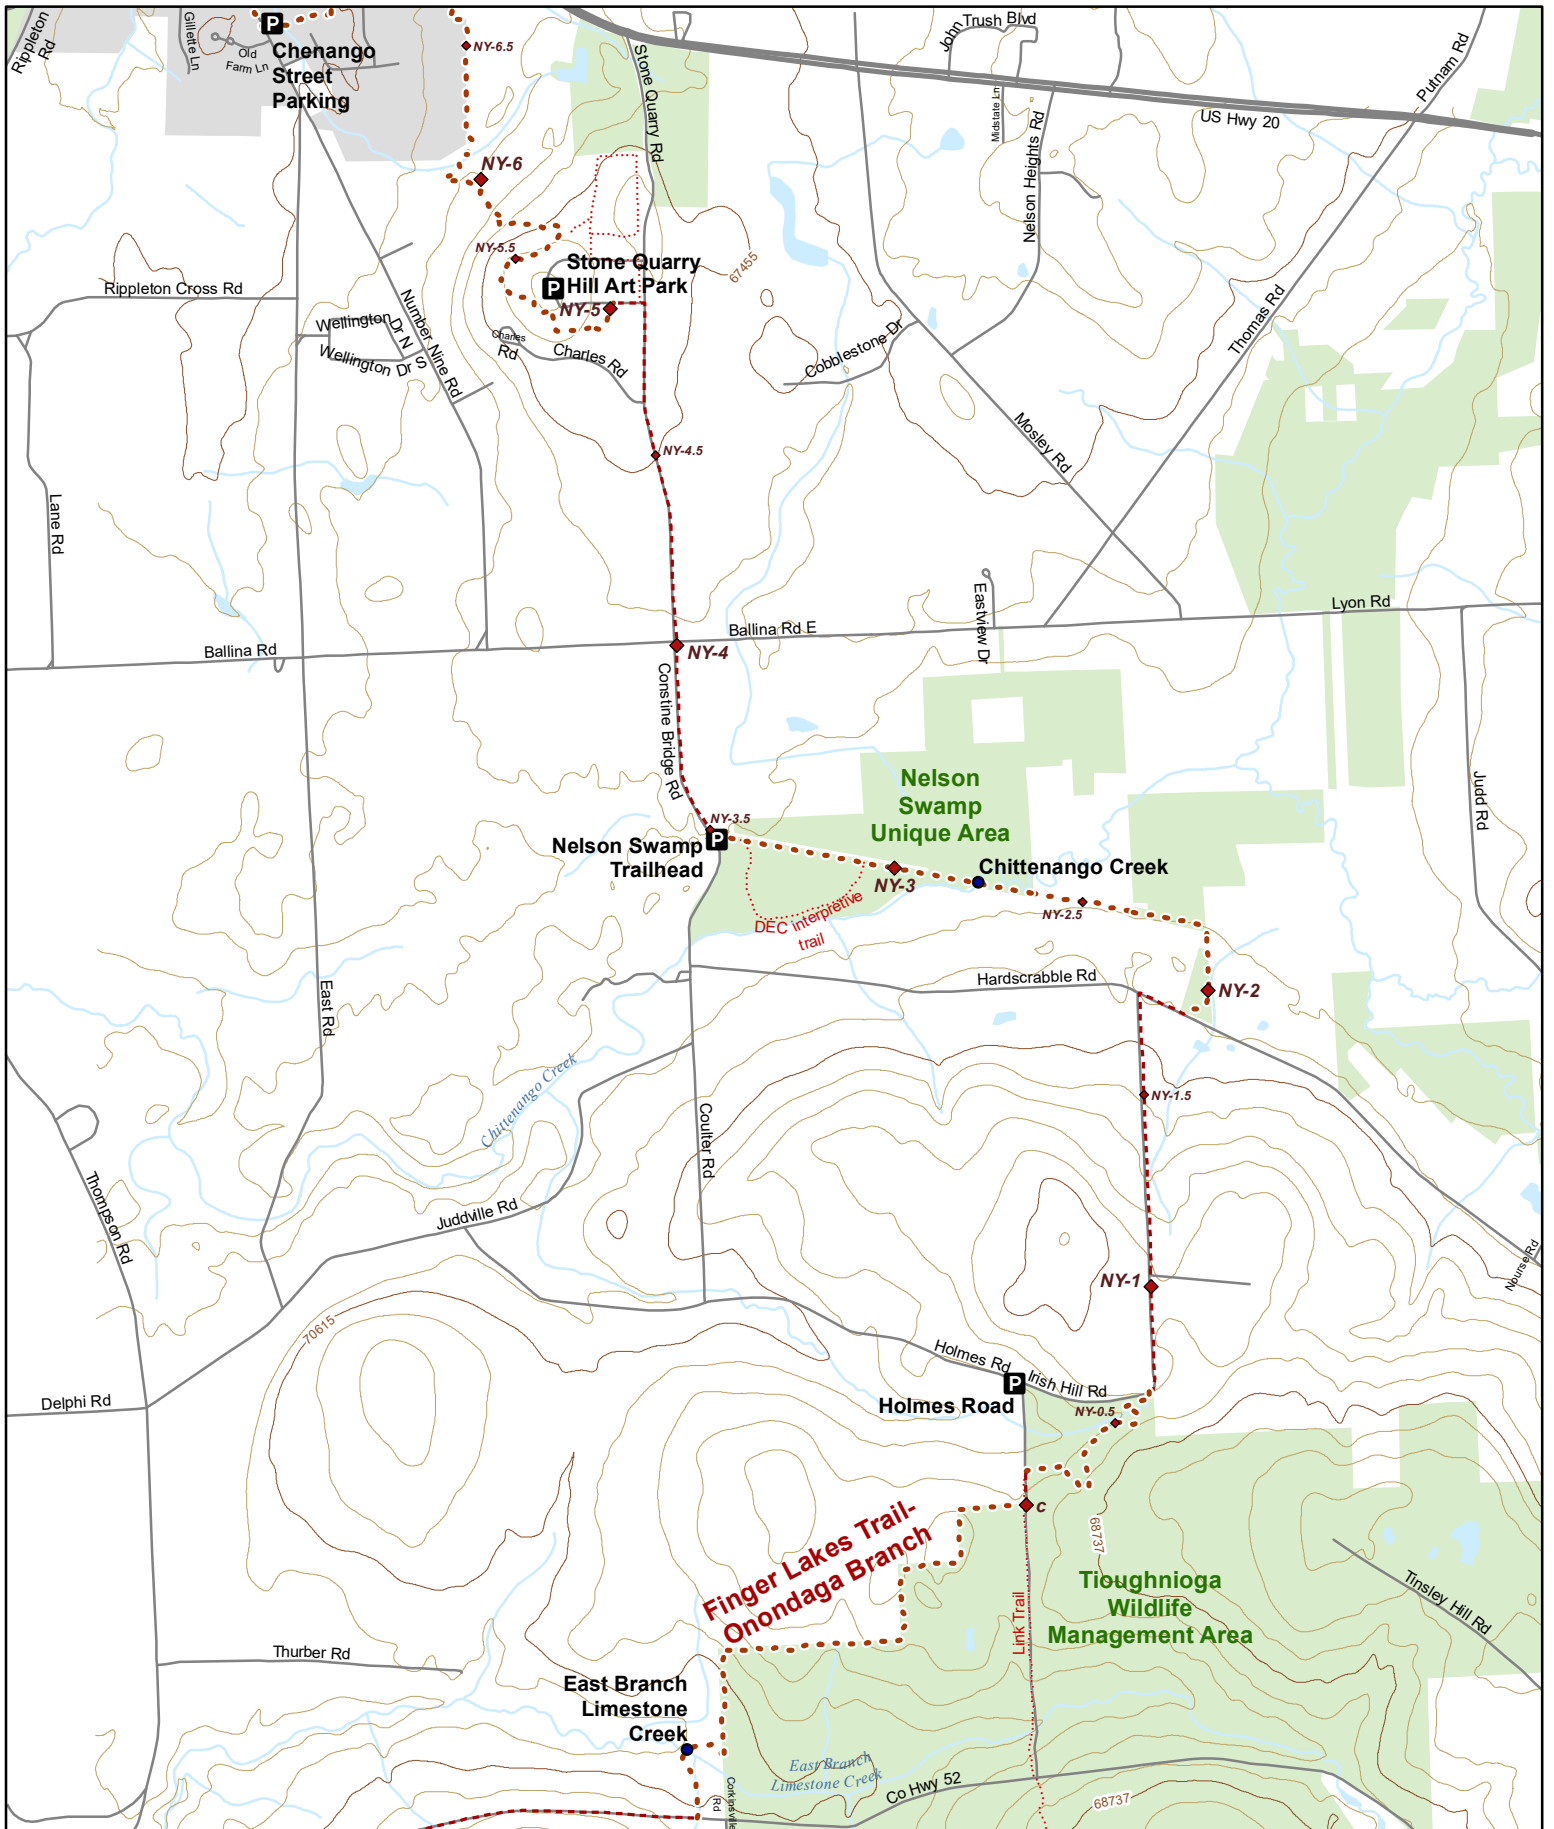 Rippleton
Rd
Gillette Ln
Old
Farm Ln
P
Chenango
Street
Parking
NY-6.5
Stone Quarry Rd
John Trush Blvd
Midstate Ln
Nelson Heights Rd
US Hwy 20
Putnam Rd
NY-6
NY-5.5
Stone Quarry
Hill Art Park
P
NY-5
67455
Rippleton Cross Rd
Wellington Dr N
Wellington Dr S
Number Nine Rd
Charles
Rd
Charles Rd
Cobblestone Dr
Thomas Rd
Mosley Rd
NY-4.5
Lane Rd
Eastview Dr
Lyon Rd
Ballina Rd
Ballina Rd E
NY-4
Constine Bridge Rd
Judd Rd
Nelson
Swamp
Unique Area
NY-3.5
P
Nelson Swamp
Trailhead
Chittenango Creek
NY-3
NY-2.5
DEC interpretive
trail
Hardscrabble Rd
NY-2
East Rd
Chittenango Creek
NY-1.5
Coulter Rd
Thompson Rd
Juddville Rd
Nourse Rd
NY-1
70615
Holmes Rd
P
Irish Hill Rd
Holmes Road
Delphi Rd
NY-0.5
c
68737
Finger Lakes Trail-
Onondaga Branch
Tioughnioga
Wildlife
Management Area
Link Trail
Tinsley Hill Rd
Thurber Rd
East Branch
Limestone
Creek
East Branch
Limestone Creek
Corkinsville
Rd
Co Hwy 52
68737